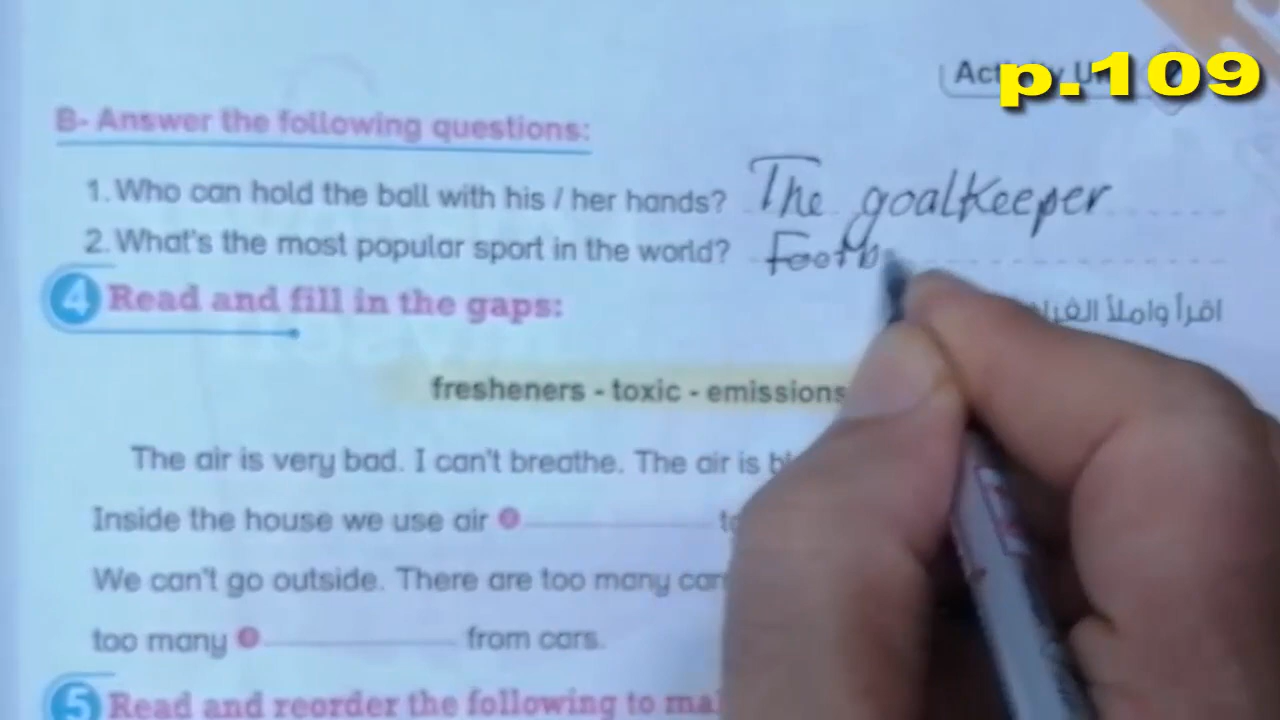 p.109
B- Answer the following questions:
1. Who can hold the ball with his / her hands? The goalkeeper
2. What's the most popular sport in the world? Footb
4 Read and fill in the gaps:
اقرأ واملأ
fresheners - toxic - emissions
The air is very bad. I can't breathe. The air is
Inside the house we use air
We can't go outside. There are too many
too many from cars.
5 Read and reorder the following to